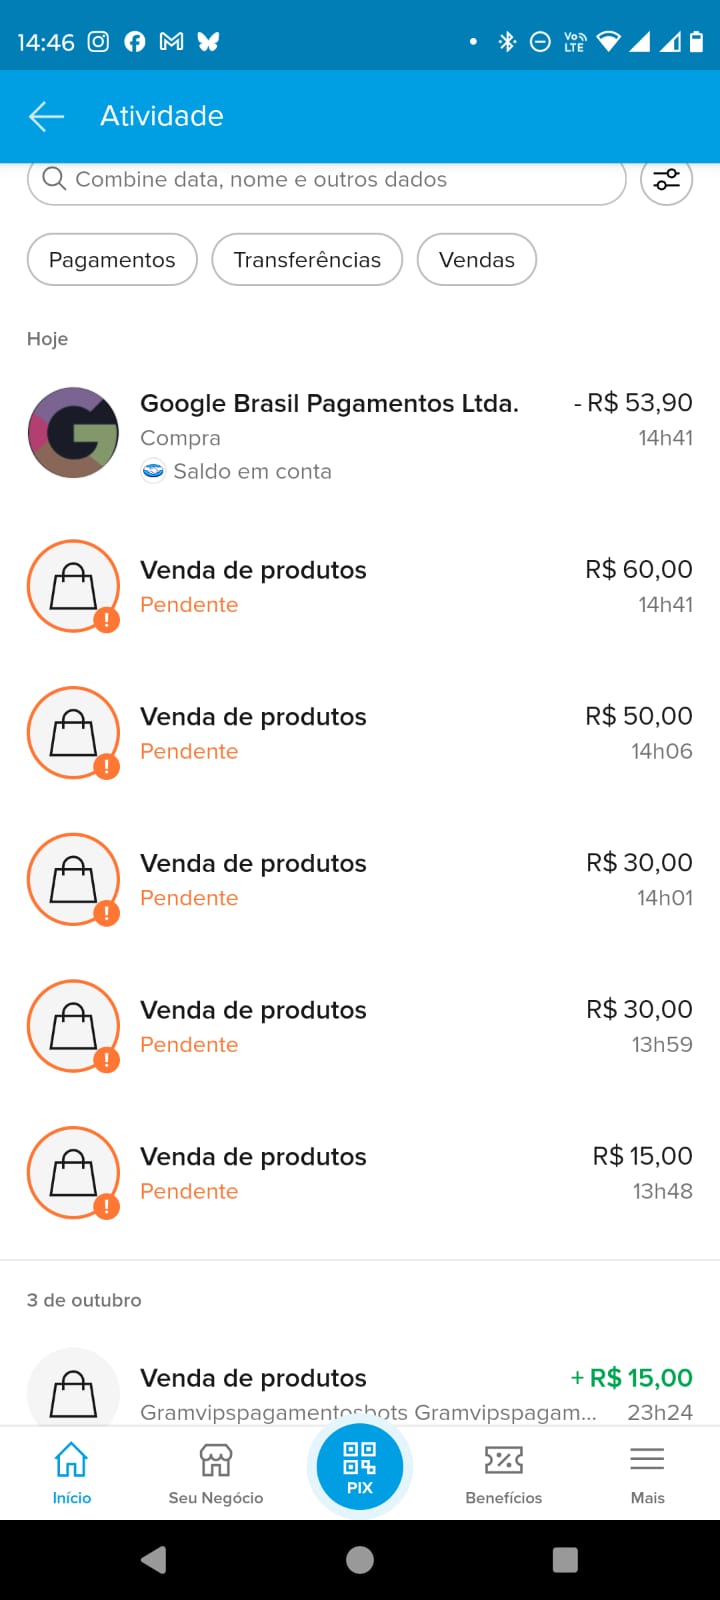 14:46
Vo)) LTE
Atividade
Combine data, nome e outros dados
Pagamentos
Transferências
Vendas
Hoje
Google Brasil Pagamentos Ltda.
- R$ 53,90
Compra
14h41
Saldo em conta
Venda de produtos
R$ 60,00
Pendente
14h41
Venda de produtos
R$ 50,00
Pendente
14h06
Venda de produtos
R$ 30,00
Pendente
14h01
Venda de produtos
R$ 30,00
Pendente
13h59
Venda de produtos
R$ 15,00
Pendente
13h48
3 de outubro
Venda de produtos
+ R$ 15,00
Gramvipspagamentosbots Gramvipspagam...
23h24
Início
Seu Negócio
PIX
Benefícios
Mais